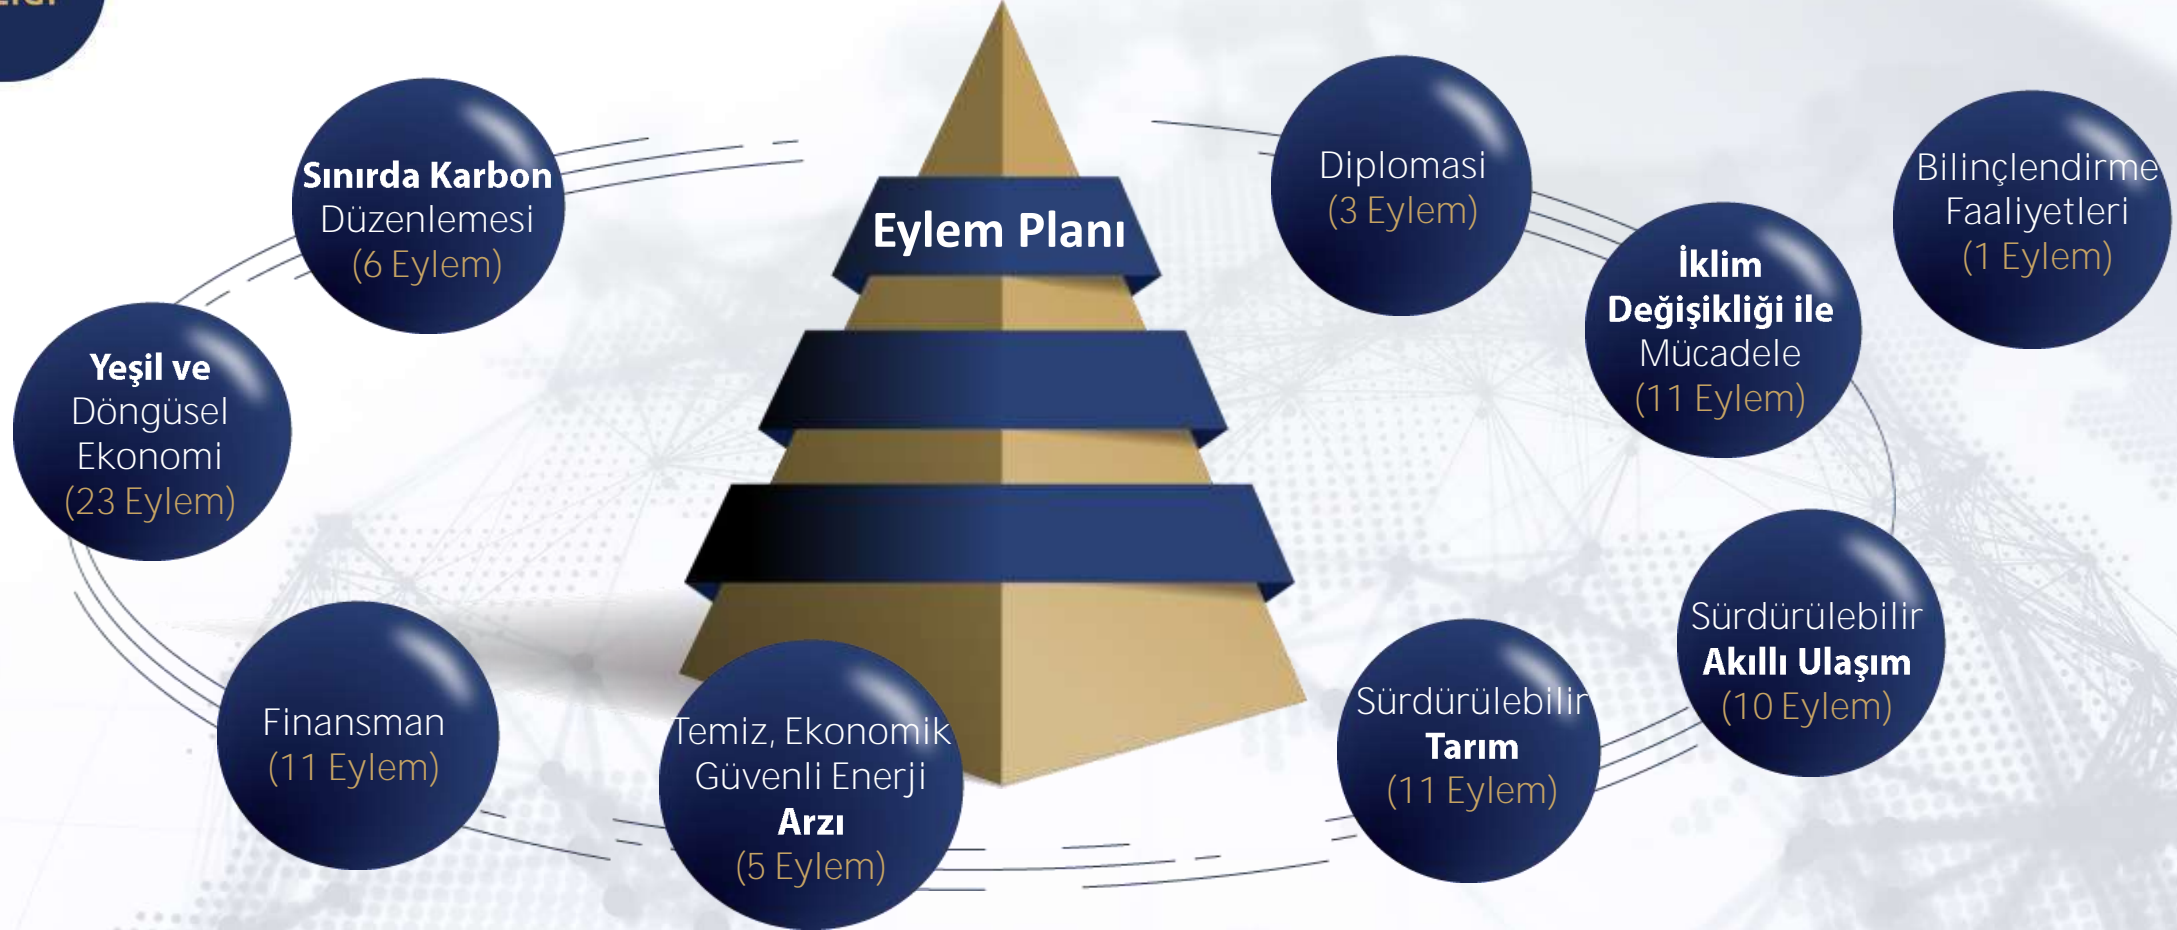 Eylem Planı
Sınırda Karbon
Düzenlemesi
(6 Eylem)
Yeşil ve
Döngüsel
Ekonomi
(23 Eylem)
Finansman
(11 Eylem)
Temiz, Ekonomik
Güvenli Enerji
Arzı
(5 Eylem)
Sürdürülebilir
Tarım
(11 Eylem)
Sürdürülebilir
Akıllı Ulaşım
(10 Eylem)
İklim
Değişikliği ile
Mücadele
(11 Eylem)
Diplomasi
(3 Eylem)
Bilinçlendirme
Faaliyetleri
(1 Eylem)